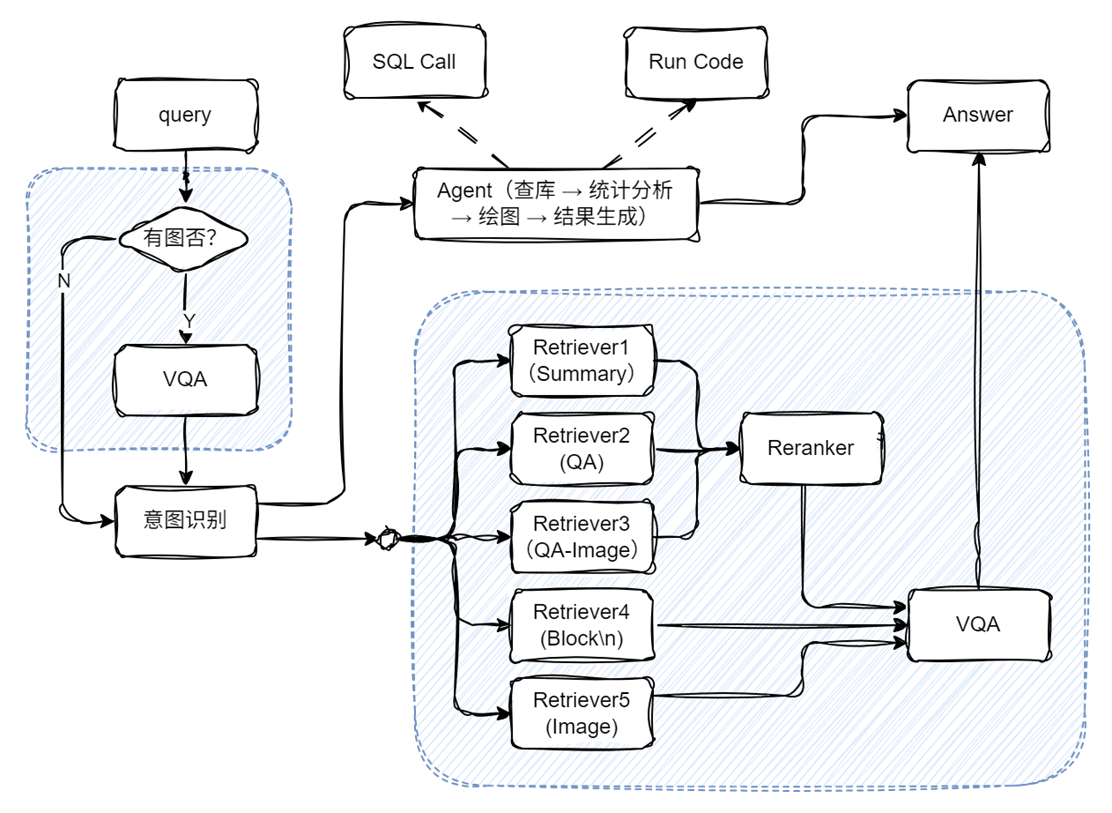 SQL Call
Run Code
query
Answer
Agent（查库 → 统计分析
→ 绘图 → 结果生成）
有图否？
N
Y
VQA
意图识别
Retriever1
（Summary）
Retriever2
(QA)
Retriever3
（QA-Image）
Retriever4
(Block\n)
Retriever5
(Image)
Reranker
VQA